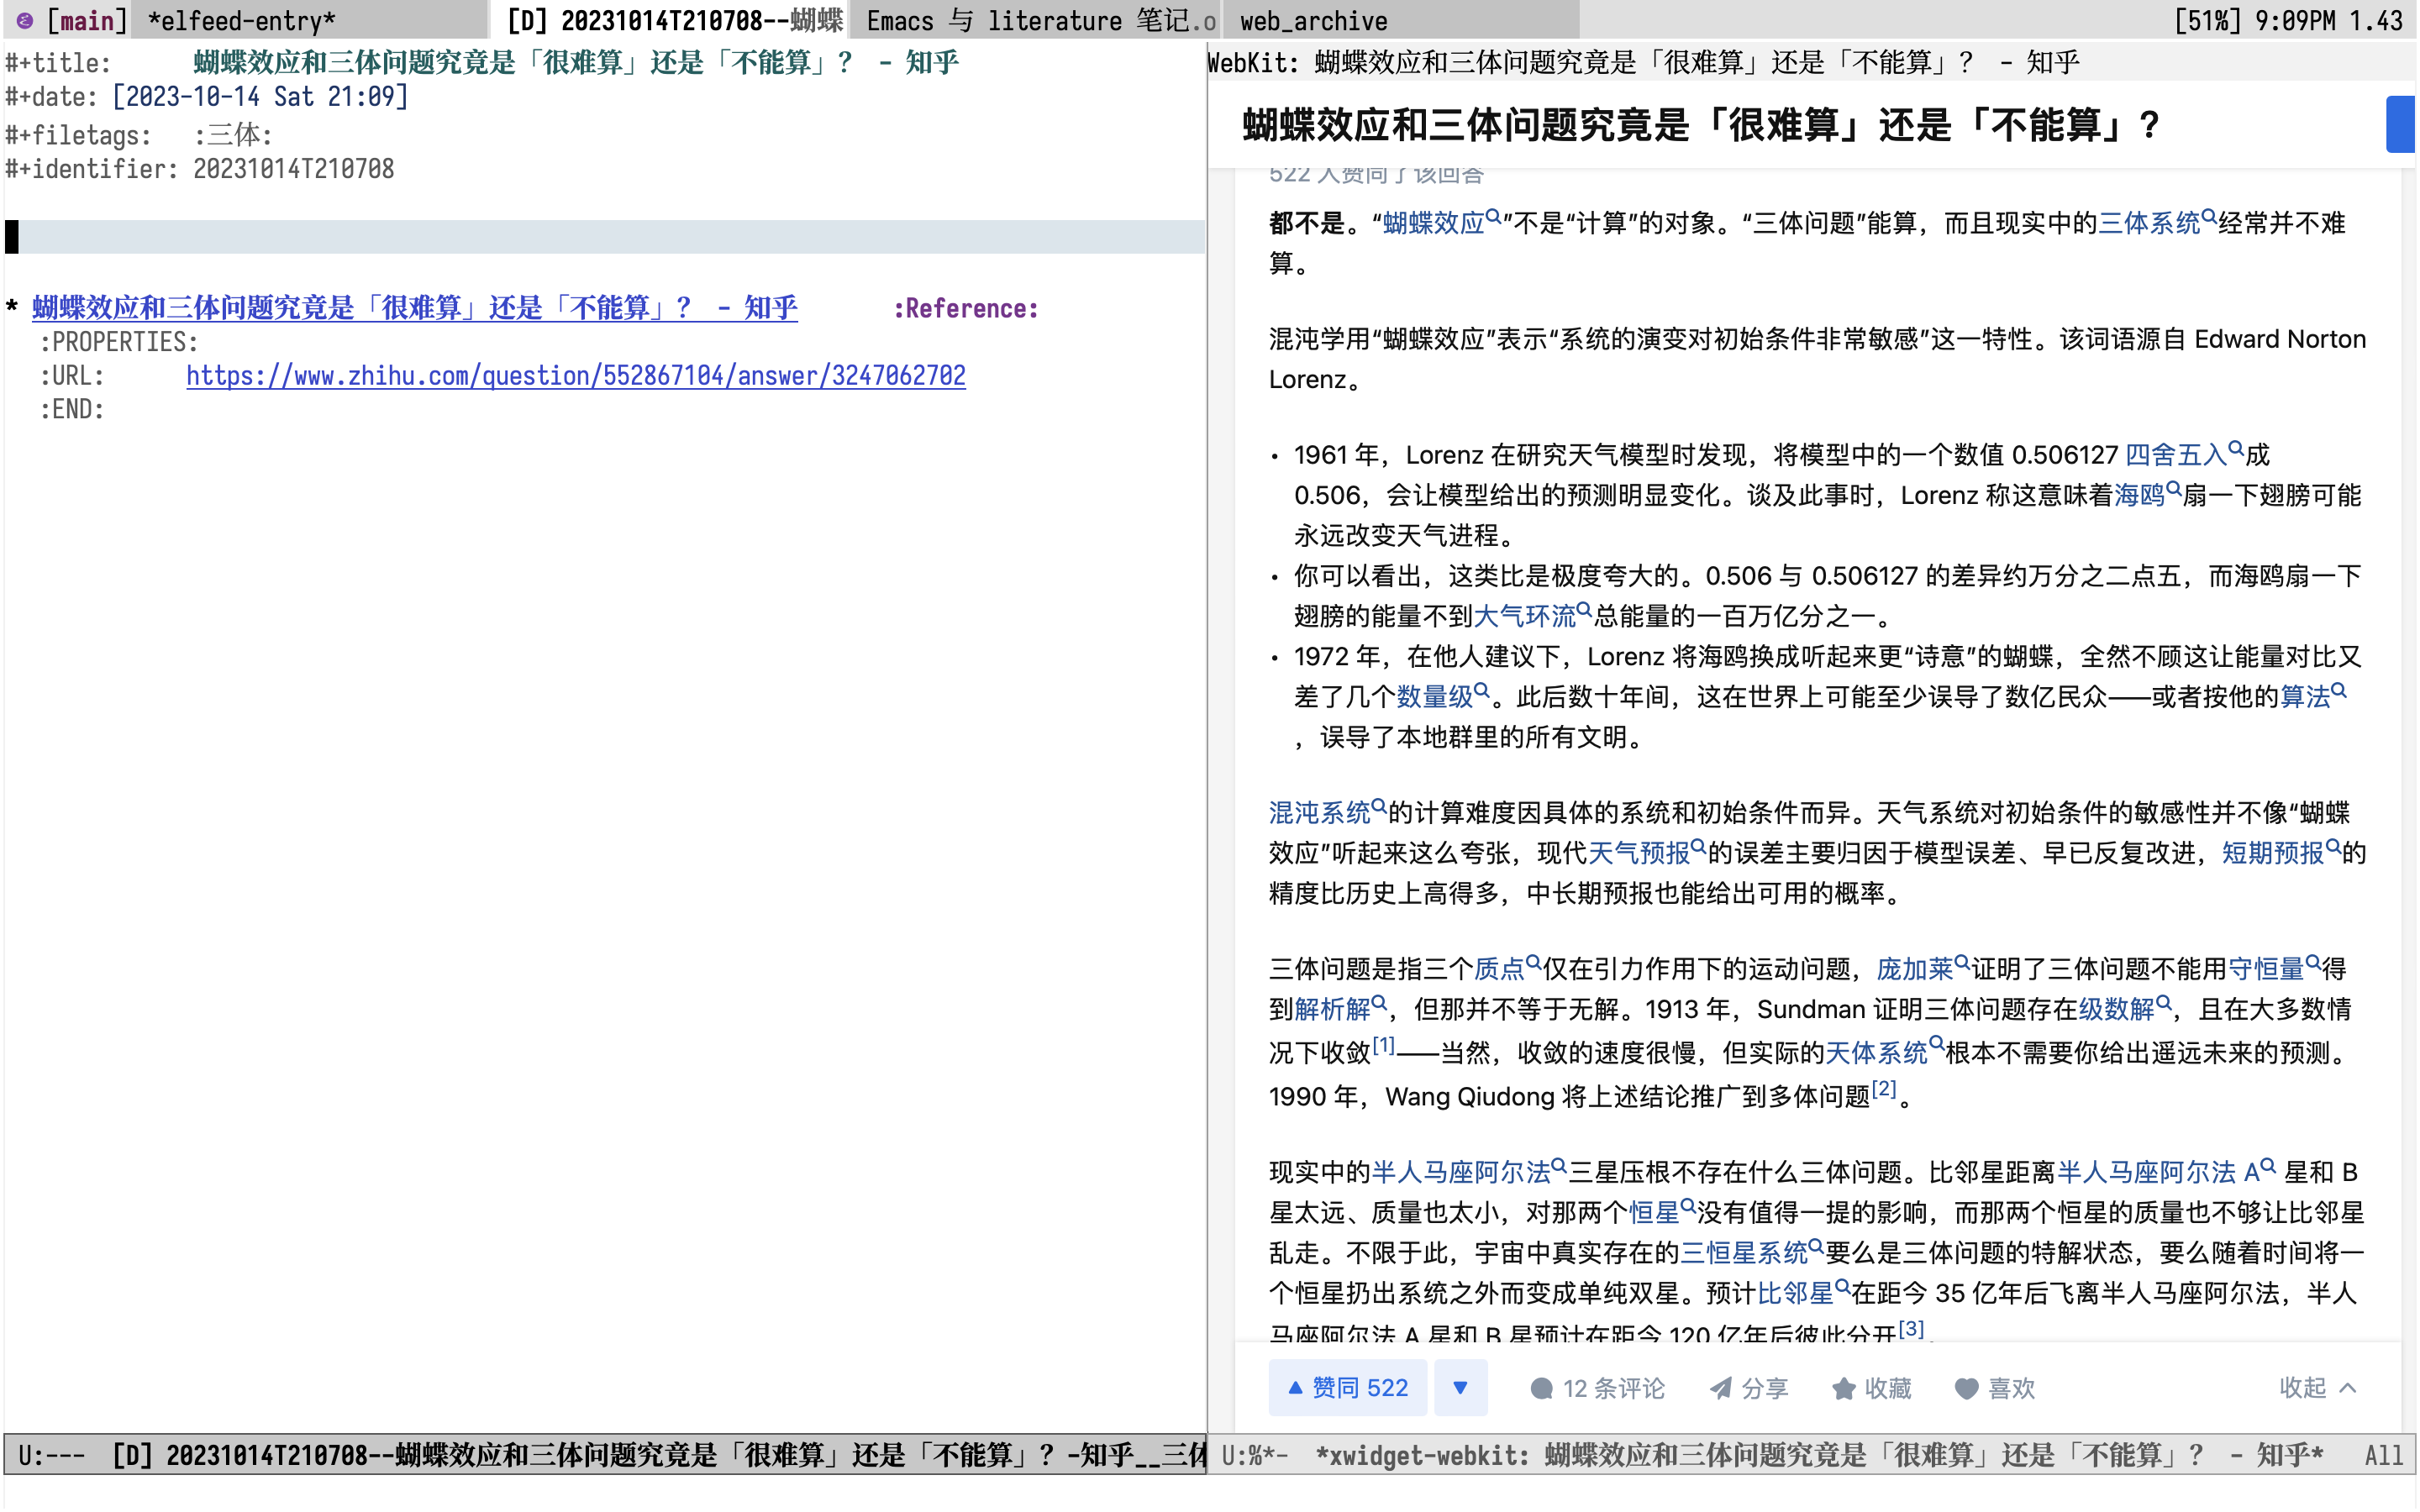 [main] *elfeed-entry* [D] 20231014T210708--蝴蝶 Emacs 与 literature 笔记.o web_archive [51%] 9:09PM 1.43
#+title: 蝴蝶效应和三体问题究竟是「很难算」还是「不能算」？ - 知乎
#+date: [2023-10-14 Sat 21:09]
#+filetags: :三体:
#+identifier: 20231014T210708
* 蝴蝶效应和三体问题究竟是「很难算」还是「不能算」？ - 知乎 :Reference:
:PROPERTIES:
:URL: https://www.zhihu.com/question/552867104/answer/3247062702
:END:
U:--- [D] 20231014T210708--蝴蝶效应和三体问题究竟是「很难算」还是「不能算」？-知乎__三体
WebKit: 蝴蝶效应和三体问题究竟是「很难算」还是「不能算」？ - 知乎
蝴蝶效应和三体问题究竟是「很难算」还是「不能算」?
522 人赞同了该回答
都不是。“蝴蝶效应”不是“计算”的对象。“三体问题”能算，而且现实中的三体系统经常并不难
算。
混沌学用“蝴蝶效应”表示“系统的演变对初始条件非常敏感”这一特性。该词语源自 Edward Norton
Lorenz。
• 1961 年，Lorenz 在研究天气模型时发现，将模型中的一个数值 0.506127 四舍五入成
0.506，会让模型给出的预测明显变化。谈及此事时，Lorenz 称这意味着海鸥扇一下翅膀可能
永远改变天气进程。
• 你可以看出，这类比是极度夸大的。0.506 与 0.506127 的差异约万分之二点五，而海鸥扇一下
翅膀的能量不到大气环流总能量的一百万亿分之一。
• 1972 年，在他人建议下，Lorenz 将海鸥换成听起来更“诗意”的蝴蝶，全然不顾这让能量对比又
差了几个数量级。此后数十年间，这在世界上可能至少误导了数亿民众——或者按他的算法
，误导了本地群里的所有文明。
混沌系统的计算难度因具体的系统和初始条件而异。天气系统对初始条件的敏感性并不像“蝴蝶
效应”听起来这么夸张，现代天气预报的误差主要归因于模型误差、早已反复改进，短期预报的
精度比历史上高得多，中长期预报也能给出可用的概率。
三体问题是指三个质点仅在引力作用下的运动问题，庞加莱证明了三体问题不能用守恒量得
到解析解，但那并不等于无解。1913 年，Sundman 证明三体问题存在级数解，且在大多数情
况下收敛[1]——当然，收敛的速度很慢，但实际的天体系统根本不需要你给出遥远未来的预测。
1990 年，Wang Qiudong 将上述结论推广到多体问题[2]。
现实中的半人马座阿尔法三星压根不存在什么三体问题。比邻星距离半人马座阿尔法 A 星和 B
星太远、质量也太小，对那两个恒星没有值得一提的影响，而那两个恒星的质量也不够让比邻星
乱走。不限于此，宇宙中真实存在的三恒星系统要么是三体问题的特解状态，要么随着时间将一
个恒星扔出系统之外而变成单纯双星。预计比邻星在距今 35 亿年后飞离半人马座阿尔法，半人
马座阿尔法 A 星和 B 星预计在距今 120 亿年后彼此分开[3]。
▲ 赞同 522 ▼ 12 条评论 分享 收藏 喜欢 收起
U:%*- *xwidget-webkit: 蝴蝶效应和三体问题究竟是「很难算」还是「不能算」？ - 知乎* All